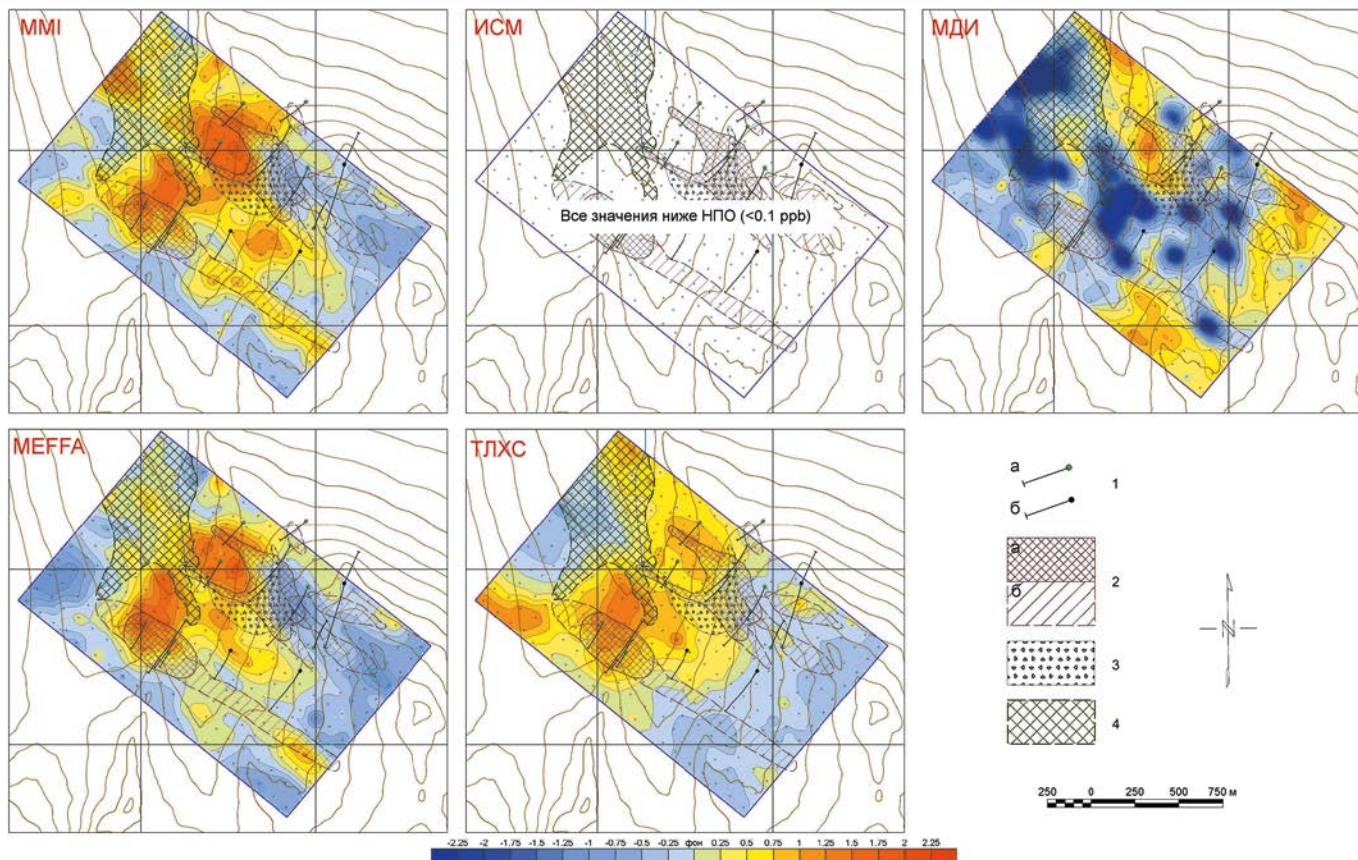 MMI
ИСМ
МДИ
Все значения ниже НПО (<0.1 ppb)
MEFFA
ТЛХС
а
б
1
а
б
2
3
4
N
250 0 250 500 750 м
-2.25 -2 -1.75 -1.5 -1.25 -1 -0.75 -0.5 -0.25 фон 0.25 0.5 0.75 1 1.25 1.5 1.75 2 2.25